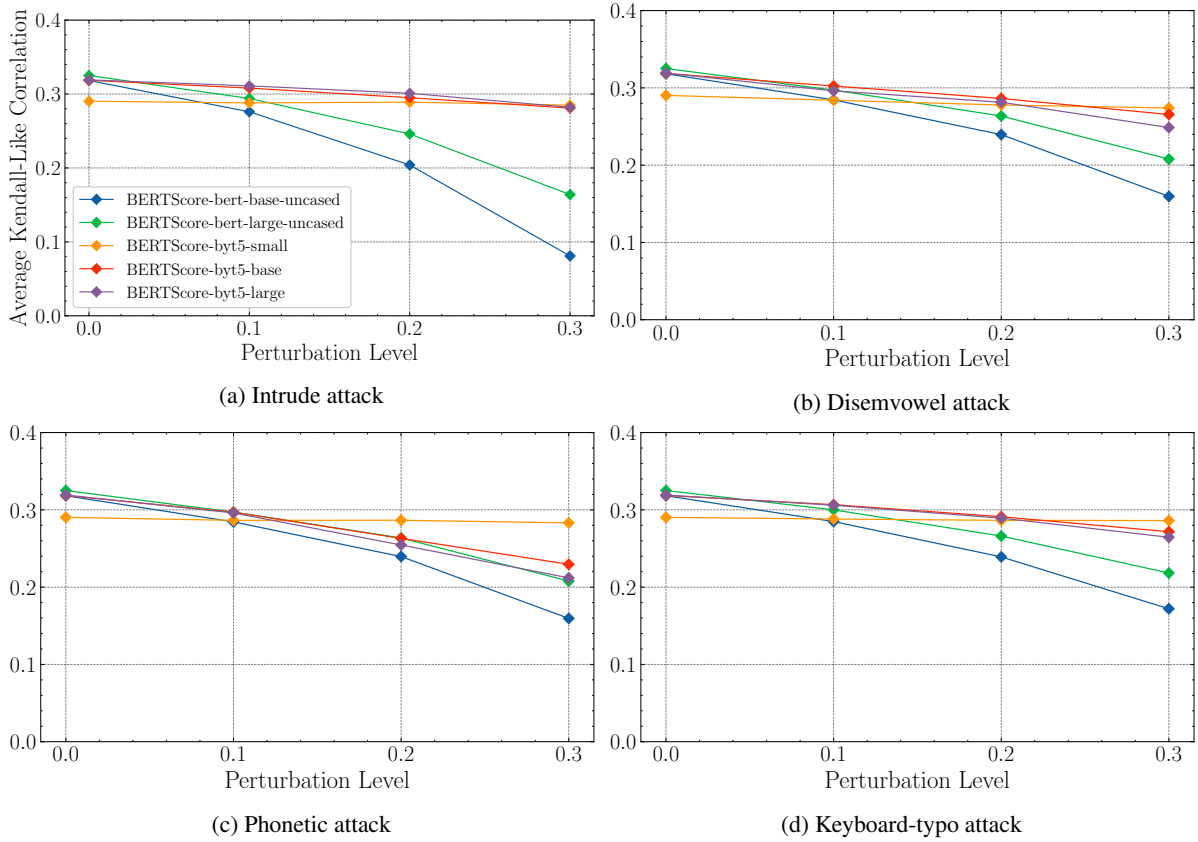 Average Kendall-Like Correlation
0.4
0.3
0.2
0.1
0.0
BERTScore-bert-base-uncased
BERTScore-bert-large-uncased
BERTScore-byt5-small
BERTScore-byt5-base
BERTScore-byt5-large
0.0 0.1 0.2 0.3
Perturbation Level
(a) Intrude attack
0.4
0.3
0.2
0.1
0.0
0.0 0.1 0.2 0.3
Perturbation Level
(b) Disemvowel attack
0.4
0.3
0.2
0.1
0.0
0.0 0.1 0.2 0.3
Perturbation Level
(c) Phonetic attack
0.4
0.3
0.2
0.1
0.0
0.0 0.1 0.2 0.3
Perturbation Level
(d) Keyboard-typo attack